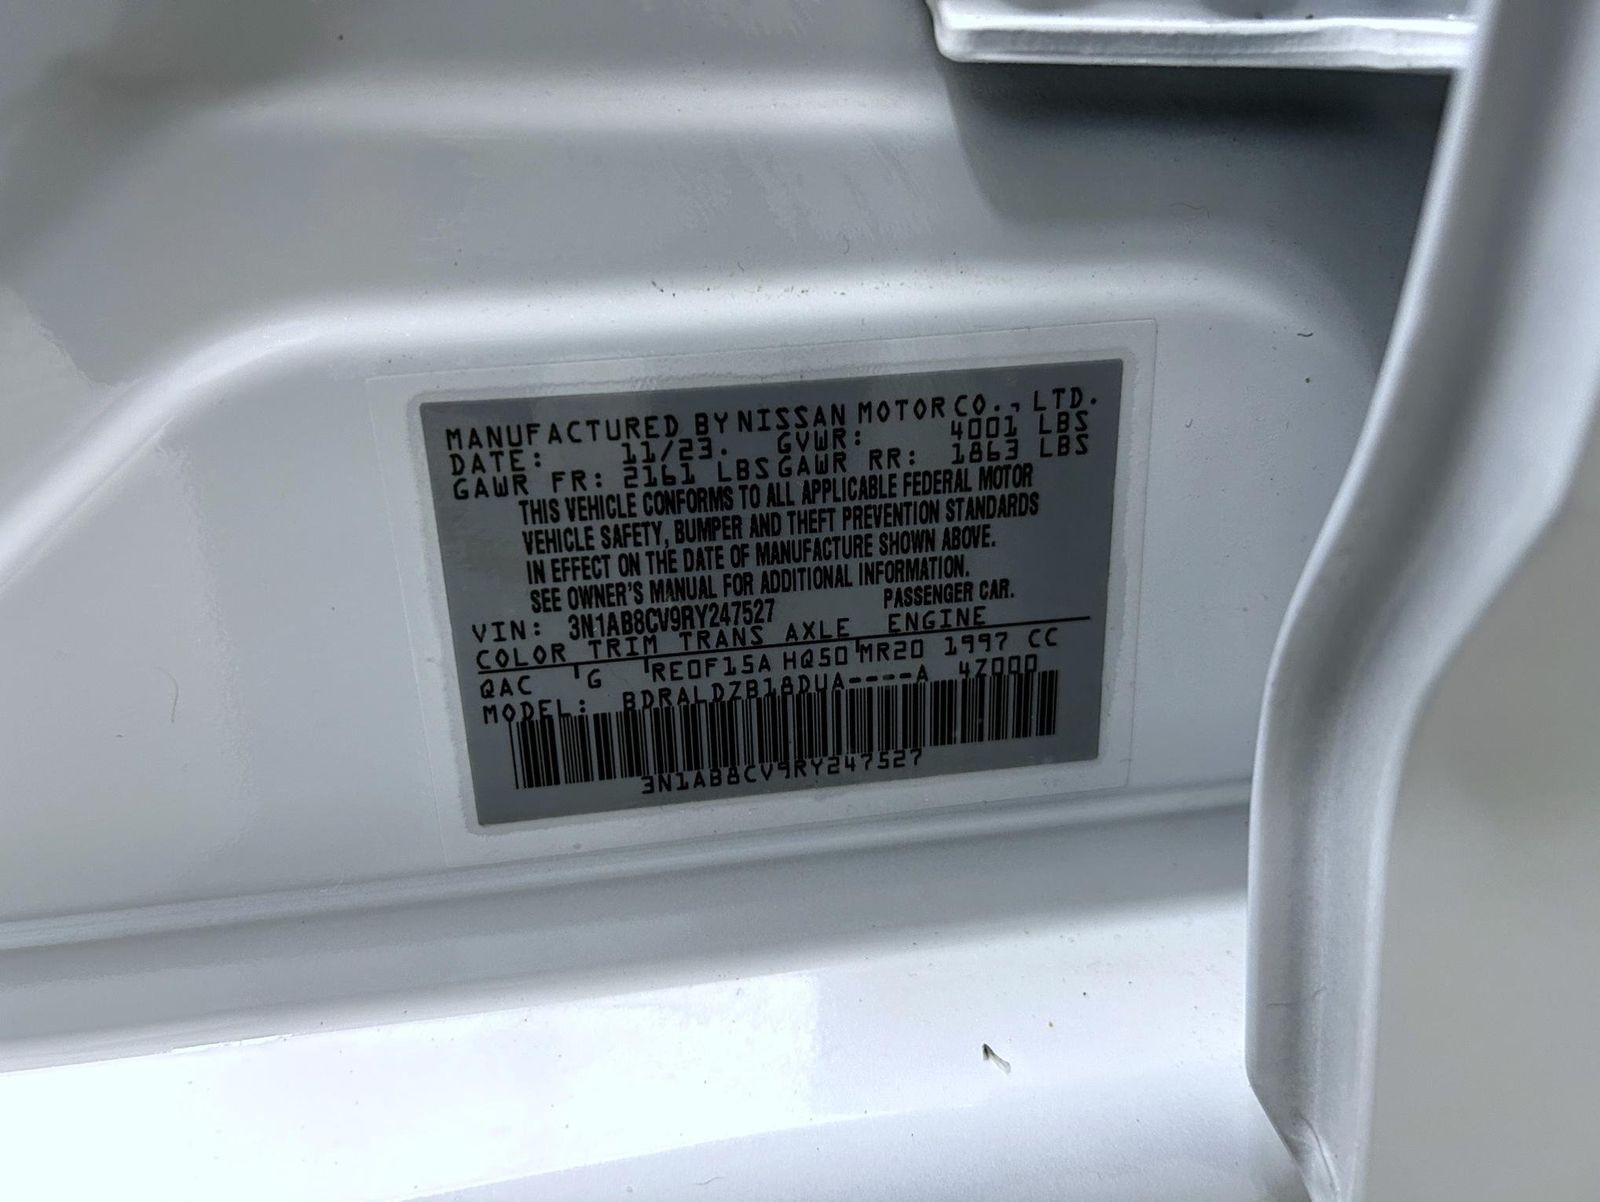 MANUFACTURED BY NISSAN MOTOR CO., LTD.
DATE: 11/23. GVWR: 4001 LBS
GAWR FR: 2161 LBS GAWR RR: 1863 LBS
THIS VEHICLE CONFORMS TO ALL APPLICABLE FEDERAL MOTOR
VEHICLE SAFETY, BUMPER AND THEFT PREVENTION STANDARDS
IN EFFECT ON THE DATE OF MANUFACTURE SHOWN ABOVE.
SEE OWNER'S MANUAL FOR ADDITIONAL INFORMATION.
VIN: 3N1AB8CV9RY247527 PASSENGER CAR.
COLOR TRIM TRANS AXLE ENGINE
QAC G RE0F15A HQ50 MR20 1997 CC
MODEL: BDRALDZB18DUA----A 4Z000
3N1AB8CV9RY247527